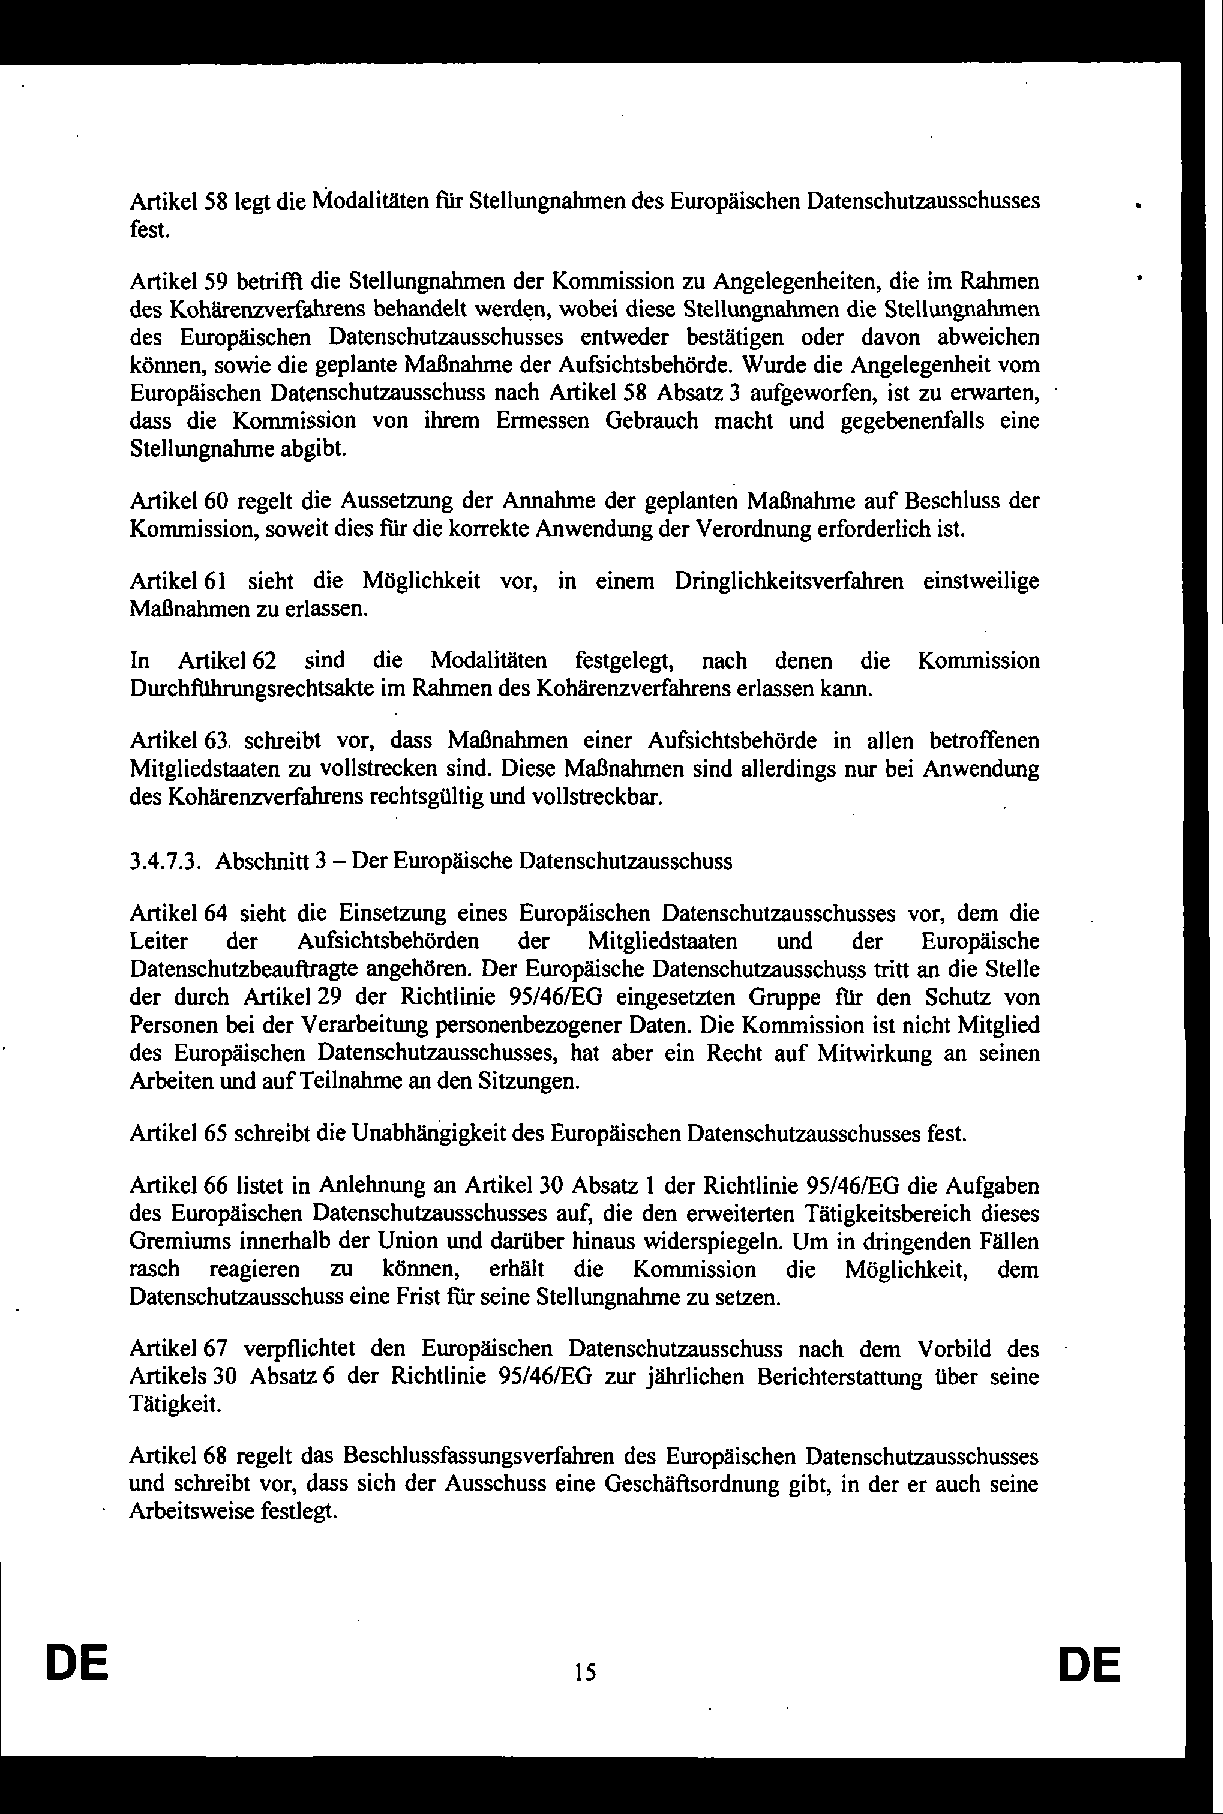 Artikel 58 legt die Modalitäten für Stellungnahmen des Europäischen Datenschutzausschusses
fest.
Artikel 59 betrifft die Stellungnahmen der Kommission zu Angelegenheiten, die im Rahmen
des Kohärenzverfahrens behandelt werden, wobei diese Stellungnahmen die Stellungnahmen
des Europäischen Datenschutzausschusses entweder bestätigen oder davon abweichen
können, sowie die geplante Maßnahme der Aufsichtsbehörde. Wurde die Angelegenheit vom
Europäischen Datenschutzausschuss nach Artikel 58 Absatz 3 aufgeworfen, ist zu erwarten,
dass die Kommission von ihrem Ermessen Gebrauch macht und gegebenenfalls eine
Stellungnahme abgibt.
Artikel 60 regelt die Aussetzung der Annahme der geplanten Maßnahme auf Beschluss der
Kommission, soweit dies für die korrekte Anwendung der Verordnung erforderlich ist.
Artikel 61 sieht die Möglichkeit vor, in einem Dringlichkeitsverfahren einstweilige
Maßnahmen zu erlassen.
In Artikel 62 sind die Modalitäten festgelegt, nach denen die Kommission
Durchführungsrechtsakte im Rahmen des Kohärenzverfahrens erlassen kann.
Artikel 63 schreibt vor, dass Maßnahmen einer Aufsichtsbehörde in allen betroffenen
Mitgliedstaaten zu vollstrecken sind. Diese Maßnahmen sind allerdings nur bei Anwendung
des Kohärenzverfahrens rechtsgültig und vollstreckbar.
3.4.7.3. Abschnitt 3 – Der Europäische Datenschutzausschuss
Artikel 64 sieht die Einsetzung eines Europäischen Datenschutzausschusses vor, dem die
Leiter der Aufsichtsbehörden der Mitgliedstaaten und der Europäische
Datenschutzbeauftragte angehören. Der Europäische Datenschutzausschuss tritt an die Stelle
der durch Artikel 29 der Richtlinie 95/46/EG eingesetzten Gruppe für den Schutz von
Personen bei der Verarbeitung personenbezogener Daten. Die Kommission ist nicht Mitglied
des Europäischen Datenschutzausschusses, hat aber ein Recht auf Mitwirkung an seinen
Arbeiten und auf Teilnahme an den Sitzungen.
Artikel 65 schreibt die Unabhängigkeit des Europäischen Datenschutzausschusses fest.
Artikel 66 listet in Anlehnung an Artikel 30 Absatz 1 der Richtlinie 95/46/EG die Aufgaben
des Europäischen Datenschutzausschusses auf, die den erweiterten Tätigkeitsbereich dieses
Gremiums innerhalb der Union und darüber hinaus widerspiegeln. Um in dringenden Fällen
rasch reagieren zu können, erhält die Kommission die Möglichkeit, dem
Datenschutzausschuss eine Frist für seine Stellungnahme zu setzen.
Artikel 67 verpflichtet den Europäischen Datenschutzausschuss nach dem Vorbild des
Artikels 30 Absatz 6 der Richtlinie 95/46/EG zur jährlichen Berichterstattung über seine
Tätigkeit.
Artikel 68 regelt das Beschlussfassungsverfahren des Europäischen Datenschutzausschusses
und schreibt vor, dass sich der Ausschuss eine Geschäftsordnung gibt, in der er auch seine
Arbeitsweise festlegt.
DE 15 DE